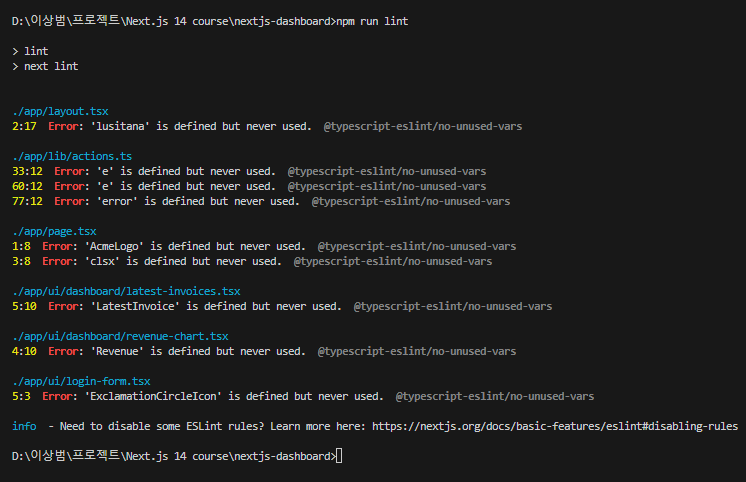 D:\이상범\프로젝트\Next.js 14 course\nextjs-dashboard>npm run lint
> lint
> next lint
./app/layout.tsx
2:17  Error: 'lusitana' is defined but never used.  @typescript-eslint/no-unused-vars
./app/lib/actions.ts
33:12  Error: 'e' is defined but never used.  @typescript-eslint/no-unused-vars
60:12  Error: 'e' is defined but never used.  @typescript-eslint/no-unused-vars
77:12  Error: 'error' is defined but never used.  @typescript-eslint/no-unused-vars
./app/page.tsx
1:8  Error: 'AcmeLogo' is defined but never used.  @typescript-eslint/no-unused-vars
3:8  Error: 'clsx' is defined but never used.  @typescript-eslint/no-unused-vars
./app/ui/dashboard/latest-invoices.tsx
5:10  Error: 'LatestInvoice' is defined but never used.  @typescript-eslint/no-unused-vars
./app/ui/dashboard/revenue-chart.tsx
4:10  Error: 'Revenue' is defined but never used.  @typescript-eslint/no-unused-vars
./app/ui/login-form.tsx
5:3  Error: 'ExclamationCircleIcon' is defined but never used.  @typescript-eslint/no-unused-vars
info  - Need to disable some ESLint rules? Learn more here: https://nextjs.org/docs/basic-features/eslint#disabling-rules
D:\이상범\프로젝트\Next.js 14 course\nextjs-dashboard>